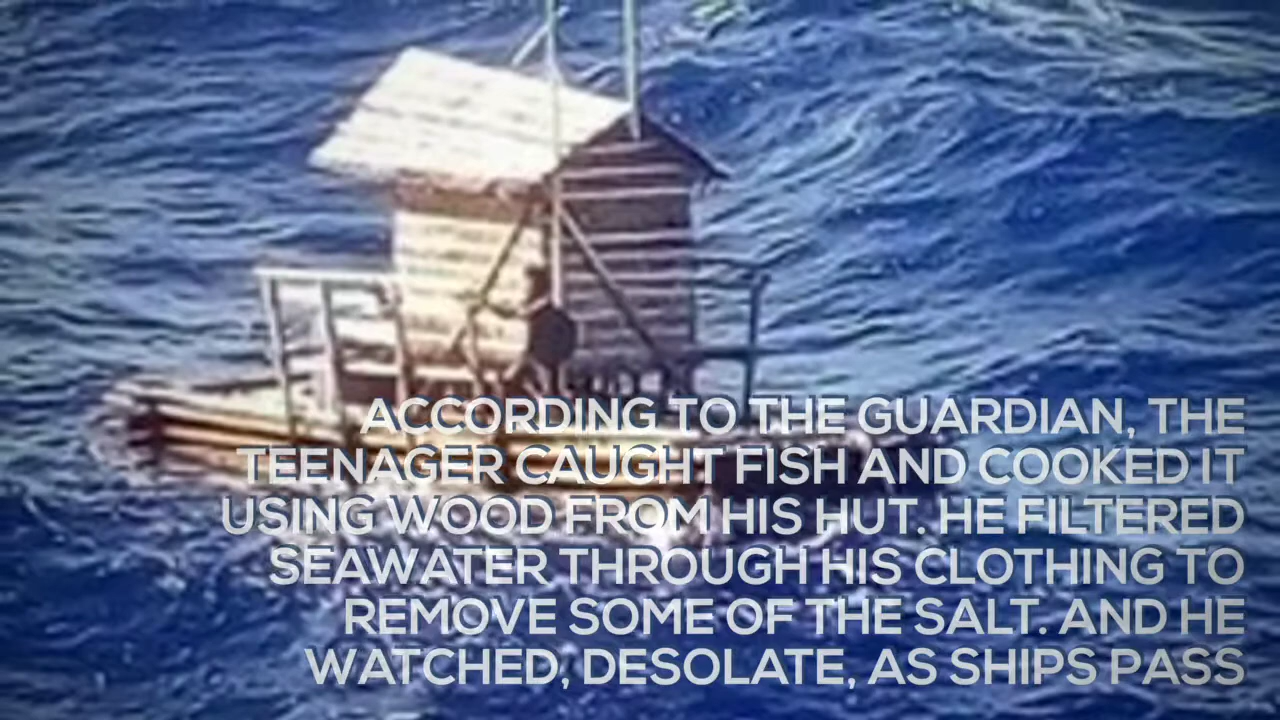 ACCORDING TO THE GUARDIAN, THE
TEENAGER CAUGHT FISH AND COOKED IT
USING WOOD FROM HIS HUT. HE FILTERED
SEAWATER THROUGH HIS CLOTHING TO
REMOVE SOME OF THE SALT. AND HE
WATCHED, DESOLATE, AS SHIPS PASS